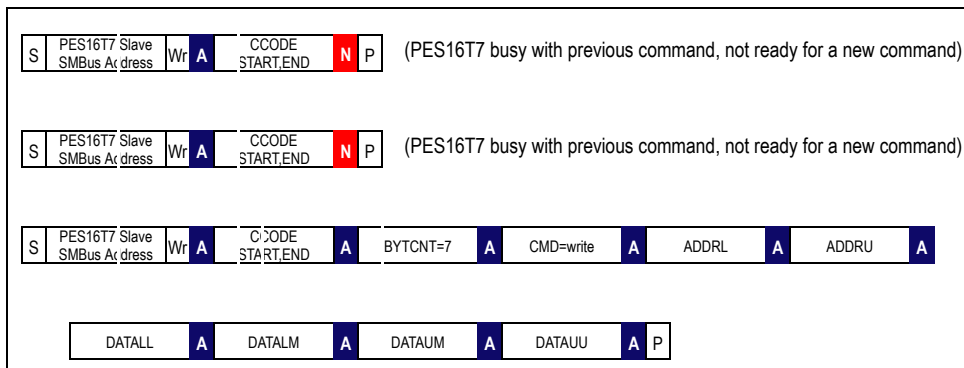 S PES16T7 Slave SMBus Address Wr A CCODE START,END N P (PES16T7 busy with previous command, not ready for a new command)
S PES16T7 Slave SMBus Address Wr A CCODE START,END N P (PES16T7 busy with previous command, not ready for a new command)
S PES16T7 Slave SMBus Address Wr A CCODE START,END A BYTCNT=7 A CMD=write A ADDRL A ADDRU A
DATALL A DATALM A DATAUM A DATAUU A P